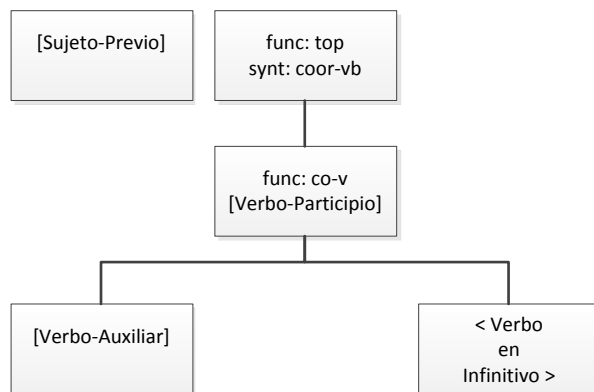 [Sujeto-Previo]
func: top
synt: coor-vb
func: co-v
[Verbo-Participio]
[Verbo-Auxiliar]
< Verbo
en
Infinitivo >